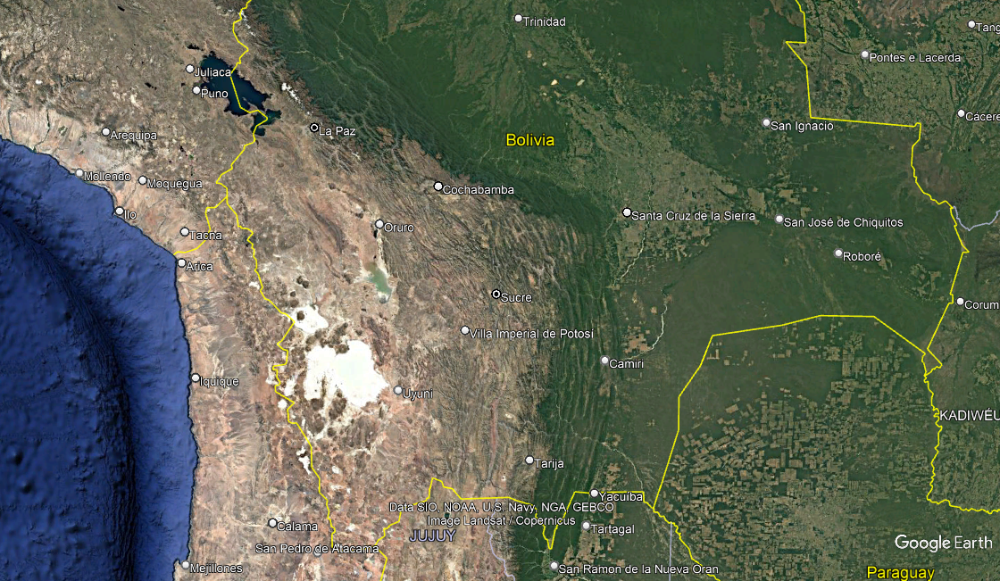 Trinidad
Tang
Pontes e Lacerda
Juliaca
Puno
Cácere
La Paz
San Ignacio
Arequipa
Bolivia
Mollendo
Moquegua
Cochabamba
Ilo
Santa Cruz de la Sierra
San José de Chiquitos
Oruro
Tacna
Roboré
Arica
Sucre
Corum
Villa Imperial de Potosí
Camiri
Iquique
Uyuni
KADIWÉU
Tarija
Yacuiba
Data SIO, NOAA, U.S. Navy, NGA, GEBCO
Image Landsat / Copernicus
Calama
Tartagal
JUJUY
San Pedro de Atacama
Google Earth
Mejillones
San Ramon de la Nueva Oran
Paraguay